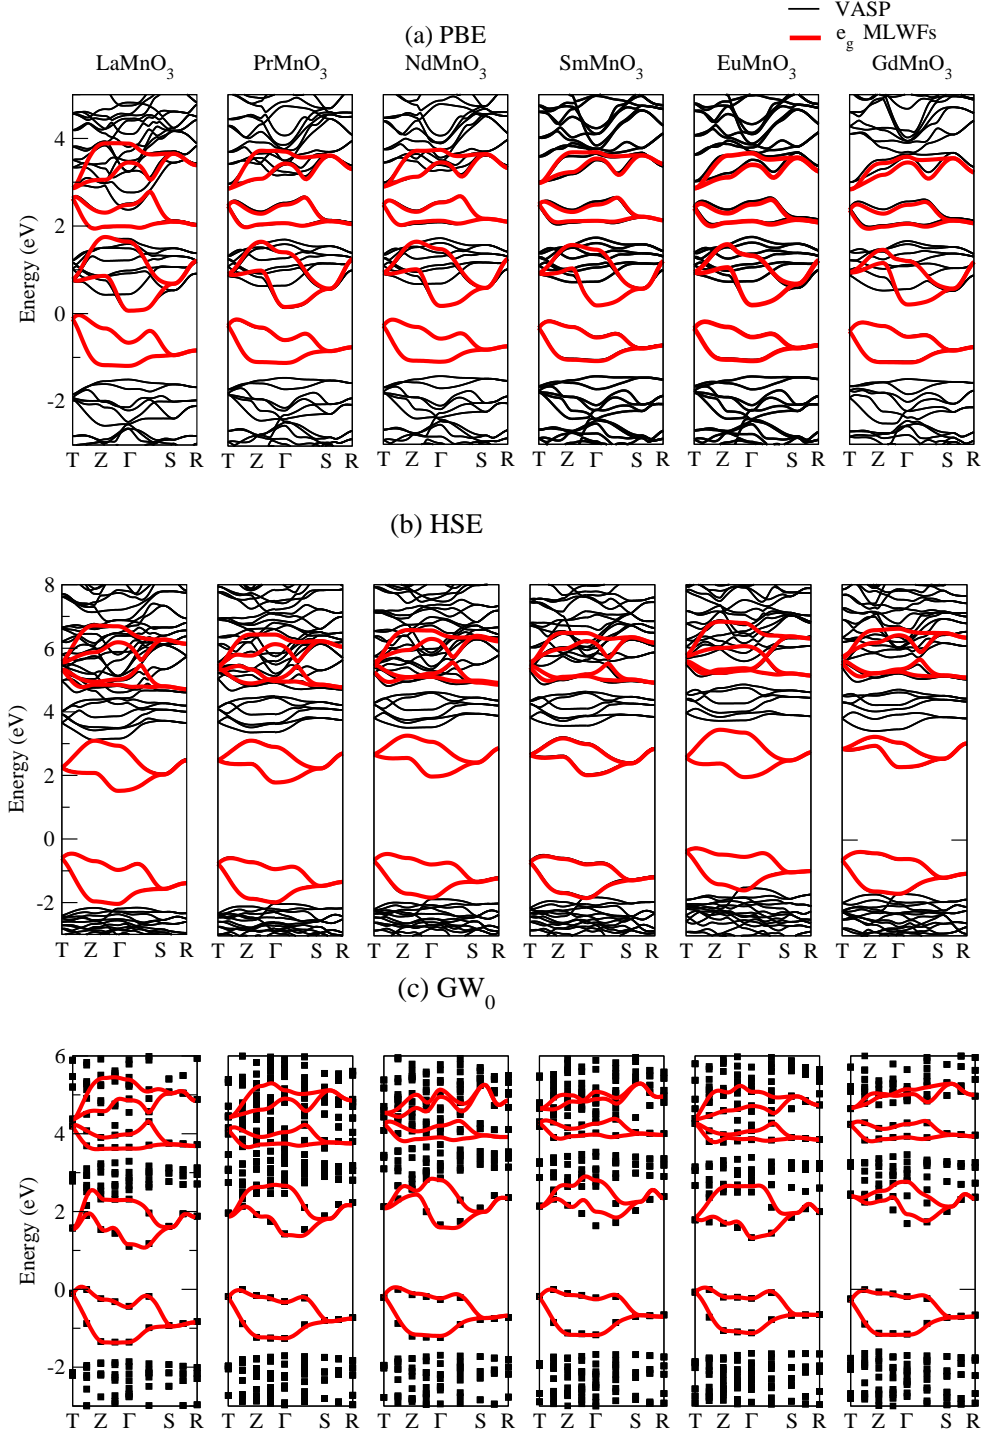 VASP
(a) PBE
e_g MLWFs
LaMnO₃ PrMnO₃ NdMnO₃ SmMnO₃ EuMnO₃ GdMnO₃
4
2
0
-2
Energy (eV)
T Z Γ S R T Z Γ S R T Z Γ S R T Z Γ S R T Z Γ S R T Z Γ S R
(b) HSE
8
6
4
2
0
-2
Energy (eV)
T Z Γ S R T Z Γ S R T Z Γ S R T Z Γ S R T Z Γ S R T Z Γ S R
(c) GW₀
6
4
2
0
-2
Energy (eV)
T Z Γ S R T Z Γ S R T Z Γ S R T Z Γ S R T Z Γ S R T Z Γ S R